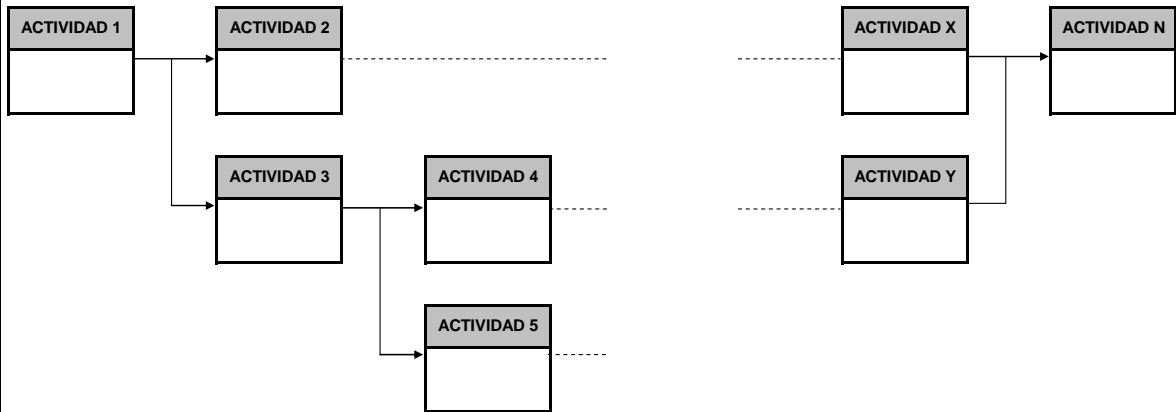 ACTIVIDAD 1
ACTIVIDAD 2
ACTIVIDAD X
ACTIVIDAD N
ACTIVIDAD 3
ACTIVIDAD 4
ACTIVIDAD Y
ACTIVIDAD 5